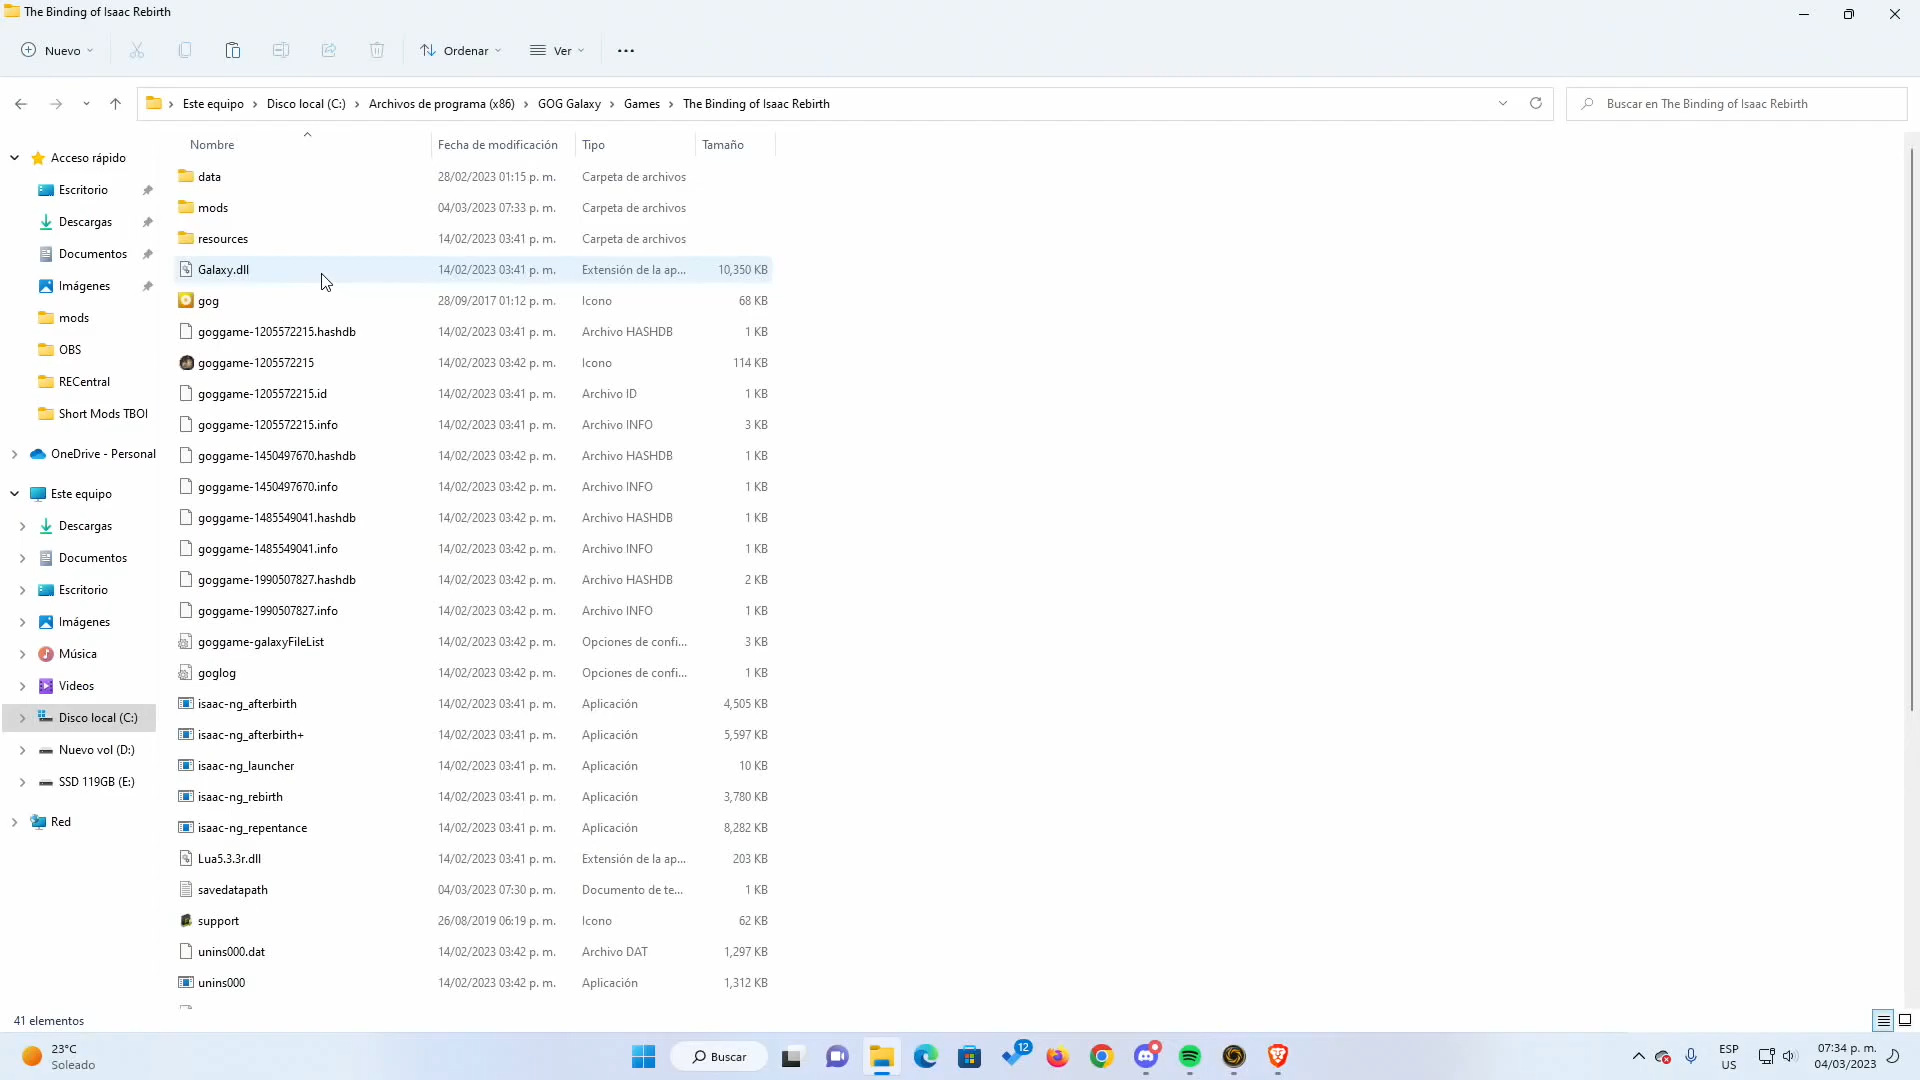 The Binding of Isaac Rebirth
Nuevo
Ordenar
Ver
Este equipo > Disco local (C:) > Archivos de programa (x86) > GOG Galaxy > Games > The Binding of Isaac Rebirth
Buscar en The Binding of Isaac Rebirth
Nombre Fecha de modificación Tipo Tamaño
data 28/02/2023 01:15 p. m. Carpeta de archivos
mods 04/03/2023 07:33 p. m. Carpeta de archivos
resources 14/02/2023 03:41 p. m. Carpeta de archivos
Galaxy.dll 14/02/2023 03:41 p. m. Extensión de la ap... 10,350 KB
gog 28/09/2017 01:12 p. m. Icono 68 KB
goggame-1205572215.hashdb 14/02/2023 03:41 p. m. Archivo HASHDB 1 KB
goggame-1205572215 14/02/2023 03:42 p. m. Icono 114 KB
goggame-1205572215.id 14/02/2023 03:41 p. m. Archivo ID 1 KB
goggame-1205572215.info 14/02/2023 03:41 p. m. Archivo INFO 3 KB
goggame-1450497670.hashdb 14/02/2023 03:42 p. m. Archivo HASHDB 1 KB
goggame-1450497670.info 14/02/2023 03:42 p. m. Archivo INFO 1 KB
goggame-1485549041.hashdb 14/02/2023 03:42 p. m. Archivo HASHDB 1 KB
goggame-1485549041.info 14/02/2023 03:42 p. m. Archivo INFO 1 KB
goggame-1990507827.hashdb 14/02/2023 03:42 p. m. Archivo HASHDB 2 KB
goggame-1990507827.info 14/02/2023 03:42 p. m. Archivo INFO 1 KB
goggame-galaxyFileList 14/02/2023 03:42 p. m. Opciones de confi... 3 KB
goglog 14/02/2023 03:42 p. m. Opciones de confi... 1 KB
isaac-ng_afterbirth 14/02/2023 03:41 p. m. Aplicación 4,505 KB
isaac-ng_afterbirth+ 14/02/2023 03:41 p. m. Aplicación 5,597 KB
isaac-ng_launcher 14/02/2023 03:41 p. m. Aplicación 10 KB
isaac-ng_rebirth 14/02/2023 03:41 p. m. Aplicación 3,780 KB
isaac-ng_repentance 14/02/2023 03:41 p. m. Aplicación 8,282 KB
Lua5.3.3r.dll 14/02/2023 03:41 p. m. Extensión de la ap... 203 KB
savedatapath 04/03/2023 07:30 p. m. Documento de te... 1 KB
support 26/08/2019 06:19 p. m. Icono 62 KB
unins000.dat 14/02/2023 03:42 p. m. Archivo DAT 1,297 KB
unins000 14/02/2023 03:42 p. m. Aplicación 1,312 KB
Acceso rápido
Escritorio
Descargas
Documentos
Imágenes
mods
OBS
RECentral
Short Mods TBOI
OneDrive - Personal
Este equipo
Descargas
Documentos
Escritorio
Imágenes
Música
Videos
Disco local (C:)
Nuevo vol (D:)
SSD 119GB (E:)
Red
41 elementos
23°C
Soleado
Buscar
12
ESP
US
07:34 p. m.
04/03/2023